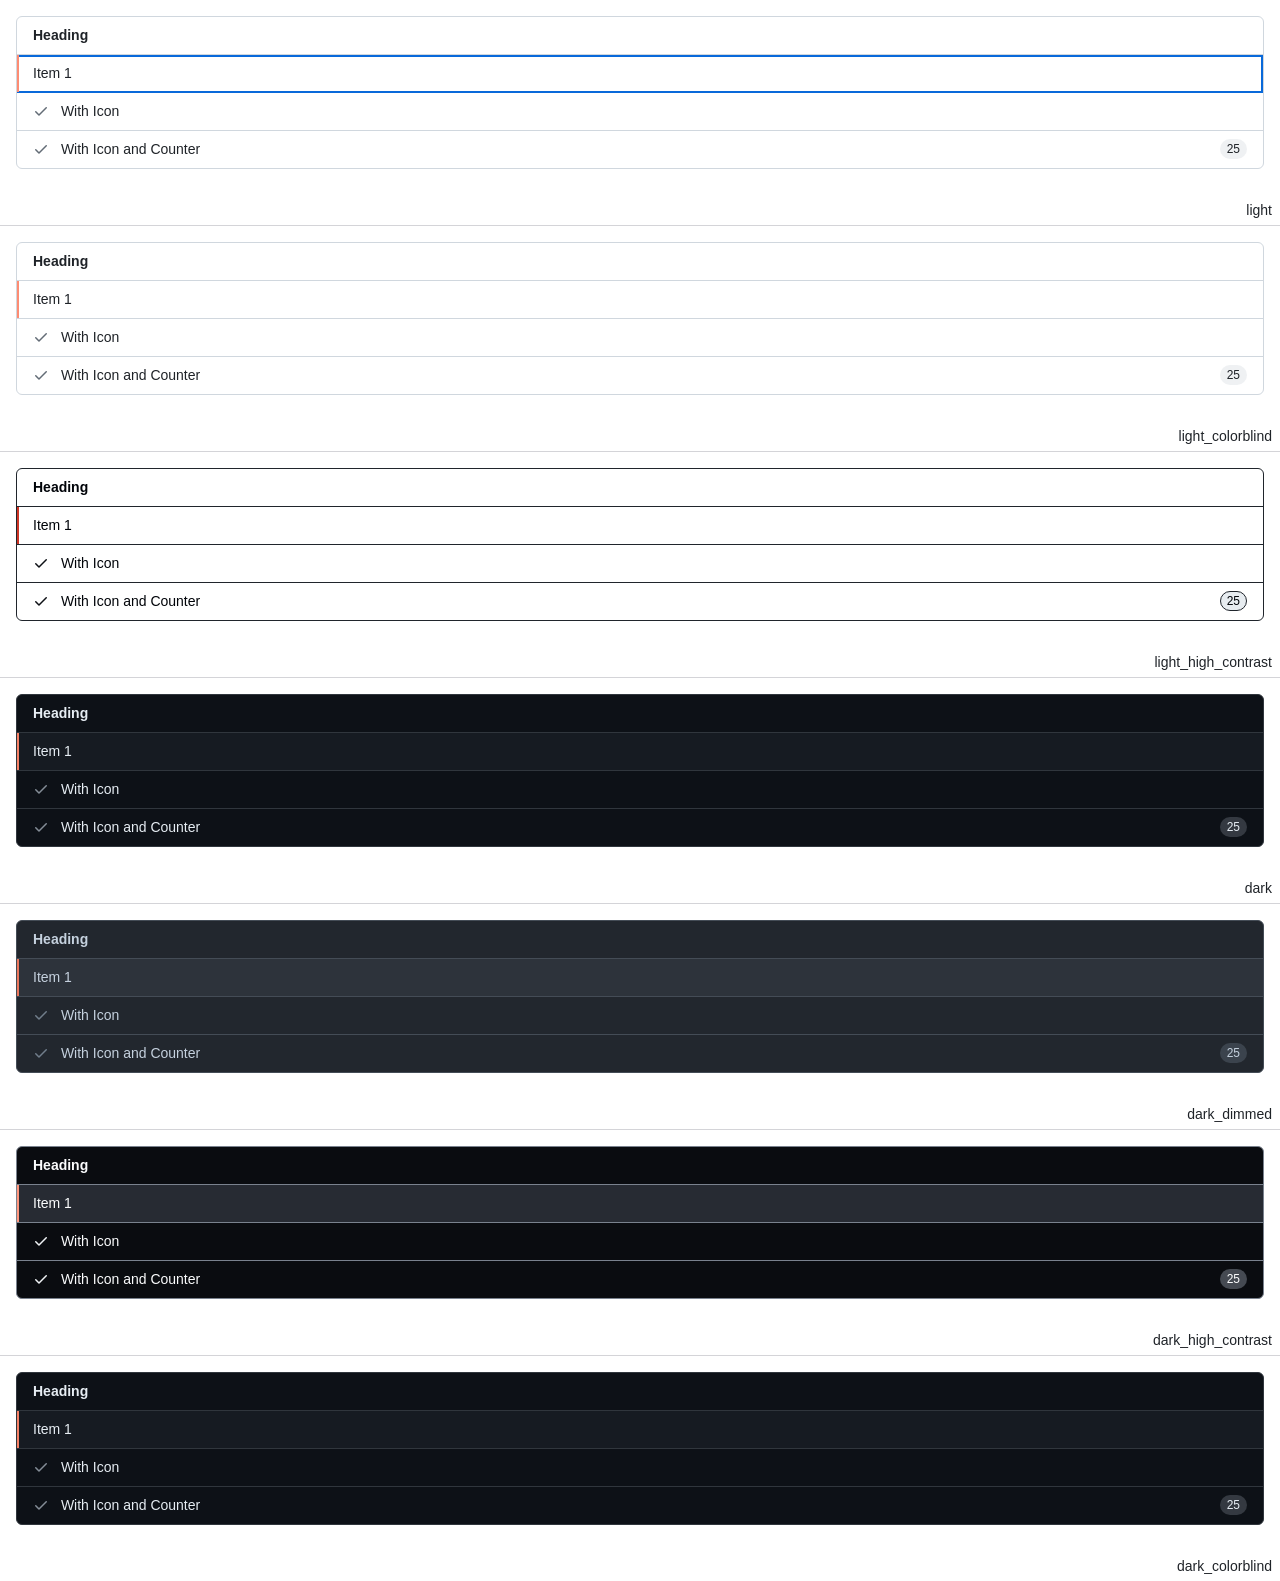 Heading
Item 1
With Icon
With Icon and Counter 25
light
Heading
Item 1
With Icon
With Icon and Counter 25
light_colorblind
Heading
Item 1
With Icon
With Icon and Counter 25
light_high_contrast
Heading
Item 1
With Icon
With Icon and Counter 25
dark
Heading
Item 1
With Icon
With Icon and Counter 25
dark_dimmed
Heading
Item 1
With Icon
With Icon and Counter 25
dark_high_contrast
Heading
Item 1
With Icon
With Icon and Counter 25
dark_colorblind